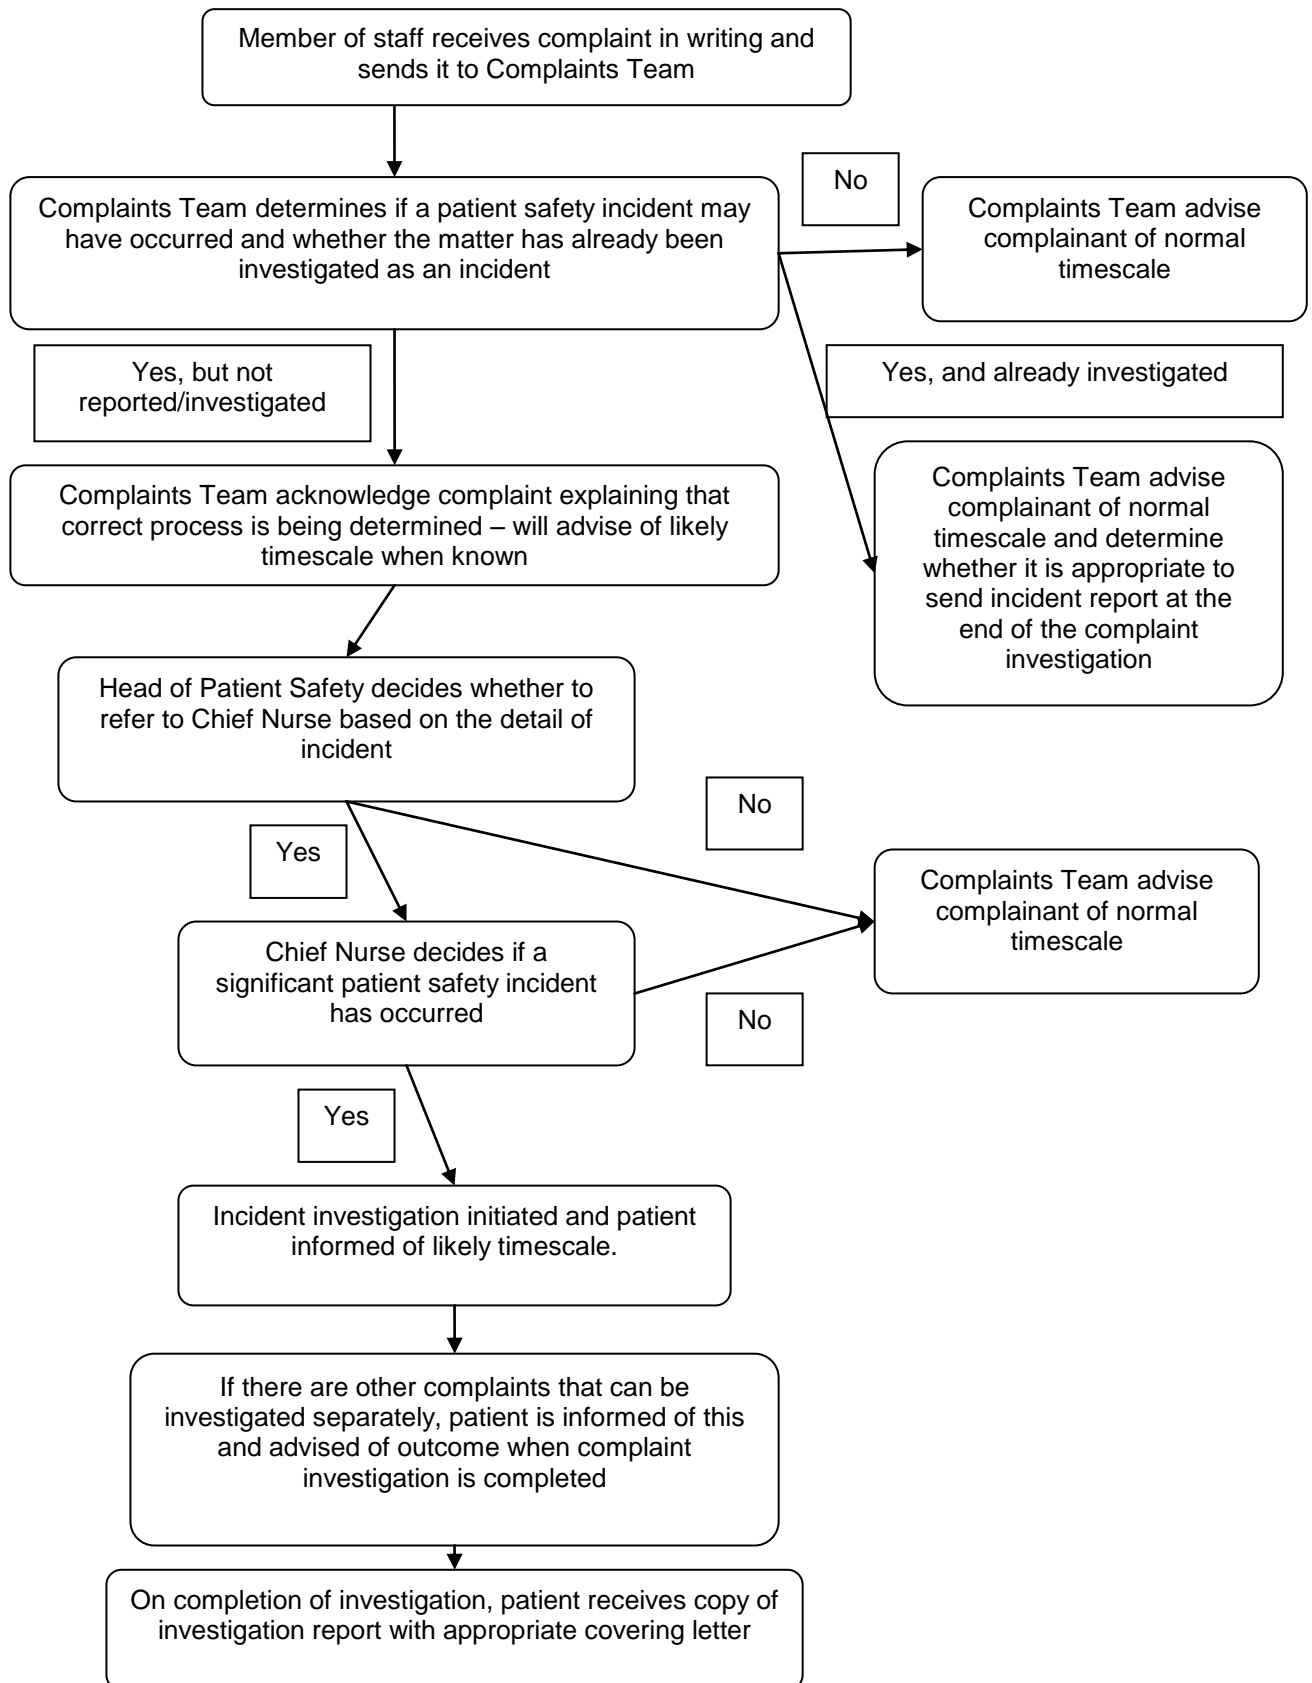 Member of staff receives complaint in writing and
sends it to Complaints Team
No
Complaints Team determines if a patient safety incident may
have occurred and whether the matter has already been
investigated as an incident
Complaints Team advise
complainant of normal
timescale
Yes, but not
reported/investigated
Yes, and already investigated
Complaints Team acknowledge complaint explaining that
correct process is being determined – will advise of likely
timescale when known
Complaints Team advise
complainant of normal
timescale and determine
whether it is appropriate to
send incident report at the
end of the complaint
investigation
Head of Patient Safety decides whether to
refer to Chief Nurse based on the detail of
incident
No
Yes
Complaints Team advise
complainant of normal
timescale
Chief Nurse decides if a
significant patient safety incident
has occurred
No
Yes
Incident investigation initiated and patient
informed of likely timescale.
If there are other complaints that can be
investigated separately, patient is informed of this
and advised of outcome when complaint
investigation is completed
On completion of investigation, patient receives copy of
investigation report with appropriate covering letter